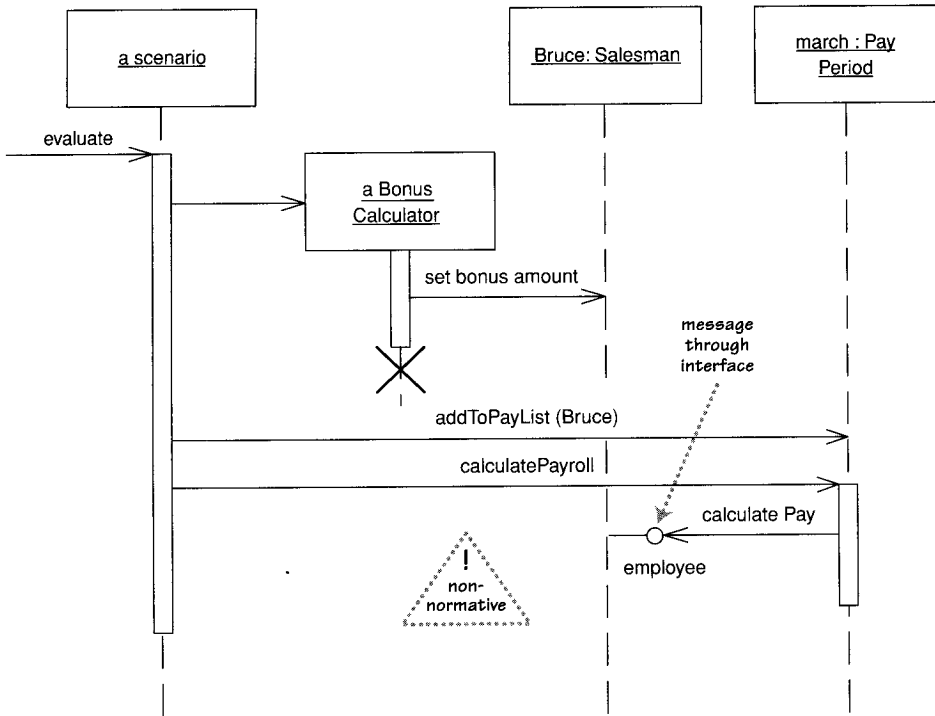 a scenario
Bruce: Salesman
march : Pay
Period
evaluate
a Bonus
Calculator
set bonus amount
message
through
interface
addToPayList (Bruce)
calculatePayroll
calculate Pay
employee
!
non-
normative